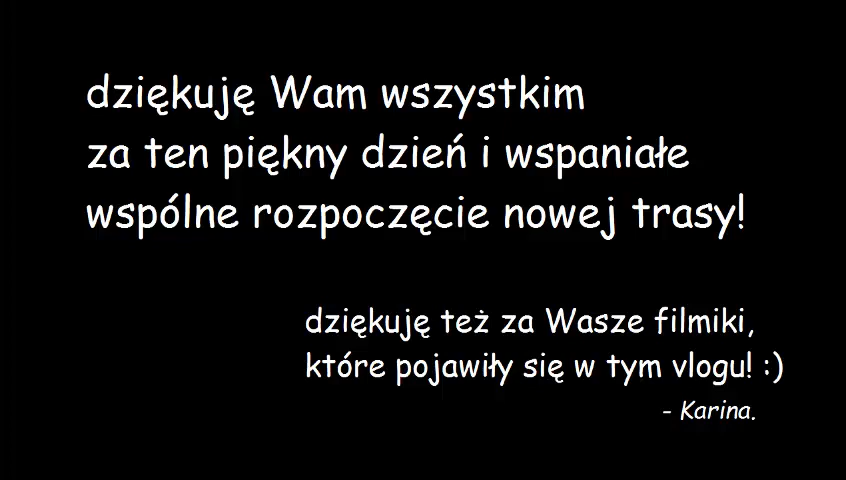 dziękuję Wam wszystkim
za ten piękny dzień i wspaniałe
wspólne rozpoczęcie nowej trasy!
dziękuję też za Wasze filmiki,
które pojawiły się w tym vlogu! :)
- Karina.